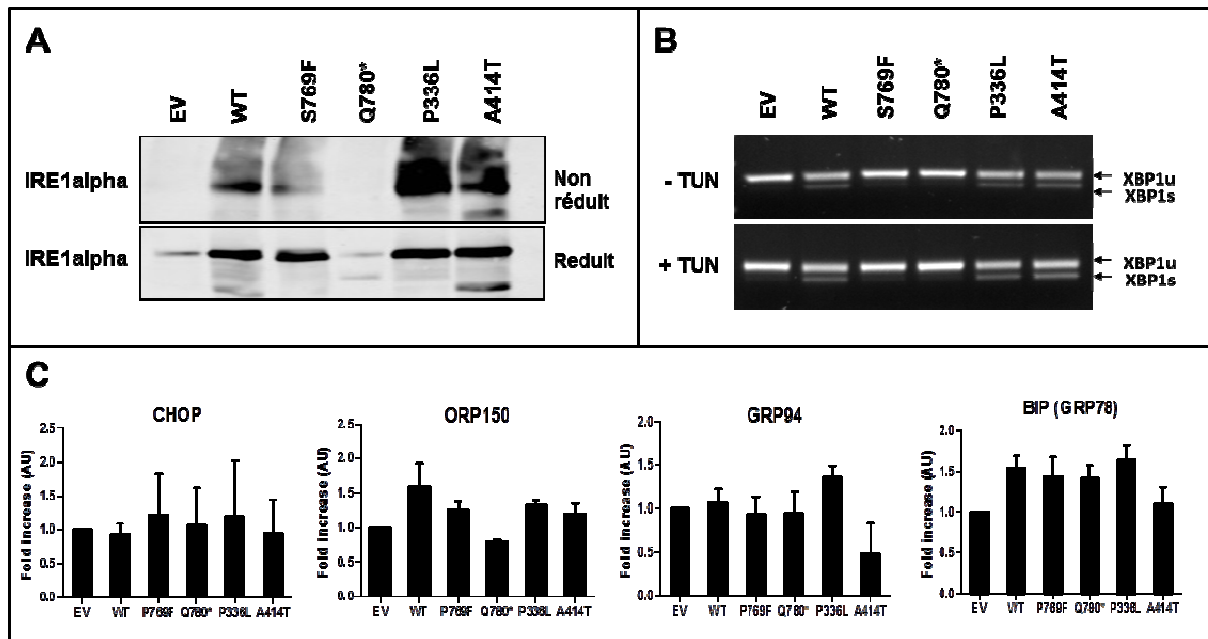 A
EV WT S769F Q780* P336L A414T
IRE1alpha
Non
réduit
IRE1alpha
Reduit
B
EV WT S769F Q780* P336L A414T
- TUN
XBP1u
XBP1s
+ TUN
XBP1u
XBP1s
C
CHOP
Fold increase (AU)
2.5
2.0
1.5
1.0
0.5
0.0
EV WT P769F Q780* P336L A414T
ORP150
Fold increase (AU)
2.5
2.0
1.5
1.0
0.5
0.0
EV WT P769F Q780* P336L A414T
GRP94
Fold increase (AU)
2.0
1.5
1.0
0.5
0.0
EV WT P769F Q780* P336L A414T
BIP (GRP78)
Fold increase (AU)
2.0
1.5
1.0
0.5
0.0
EV WT P769F Q780* P336L A414T